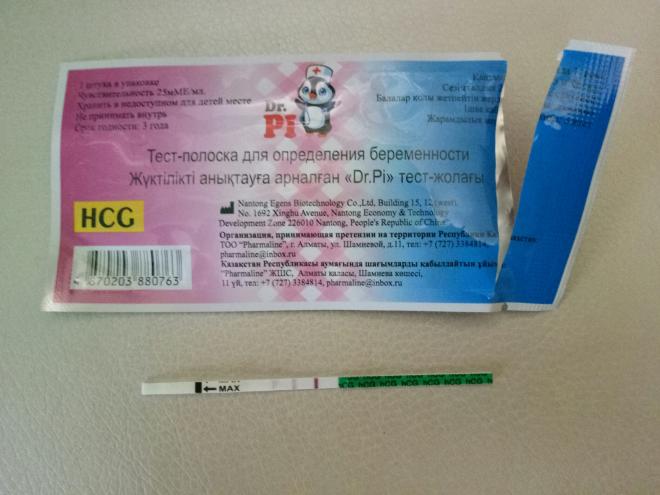 1 штука в упаковке
Чувствительность 25мМЕ/мл.
Хранить в недоступном для детей месте
Не принимать внутрь
Срок годности: 3 года
Dr.
Pi
Балалар қолы жетпейтін жерд
Тест-полоска для определения беременности
Жүктілікті анықтауға арналған «Dr.Pi» тест-жолағы
HCG
Nantong Egens Biotechnology Co.,Ltd, Building 15, 12 (west),
No. 1692 Xinghu Avenue, Nantong Economy & Technology
Development Zone 226010 Nantong, People's Republic of China
Организация, принимающая претензии на территории Республики Ка
ТОО "Pharmaline", г. Алматы, ул. Шамиевой, д.11, тел: +7 (727) 3384814,
pharmaline@inbox.ru
Қазақстан Республикасы аумағында шағымдарды қабылдайтын ұйым
"Pharmaline" ЖШС, Алматы қаласы, Шамиева көшесі,
11 үй, тел: +7 (727) 3384814, pharmaline@inbox.ru
870203 880763
MAX
hCG hCG hCG hCG hCG hCG hCG